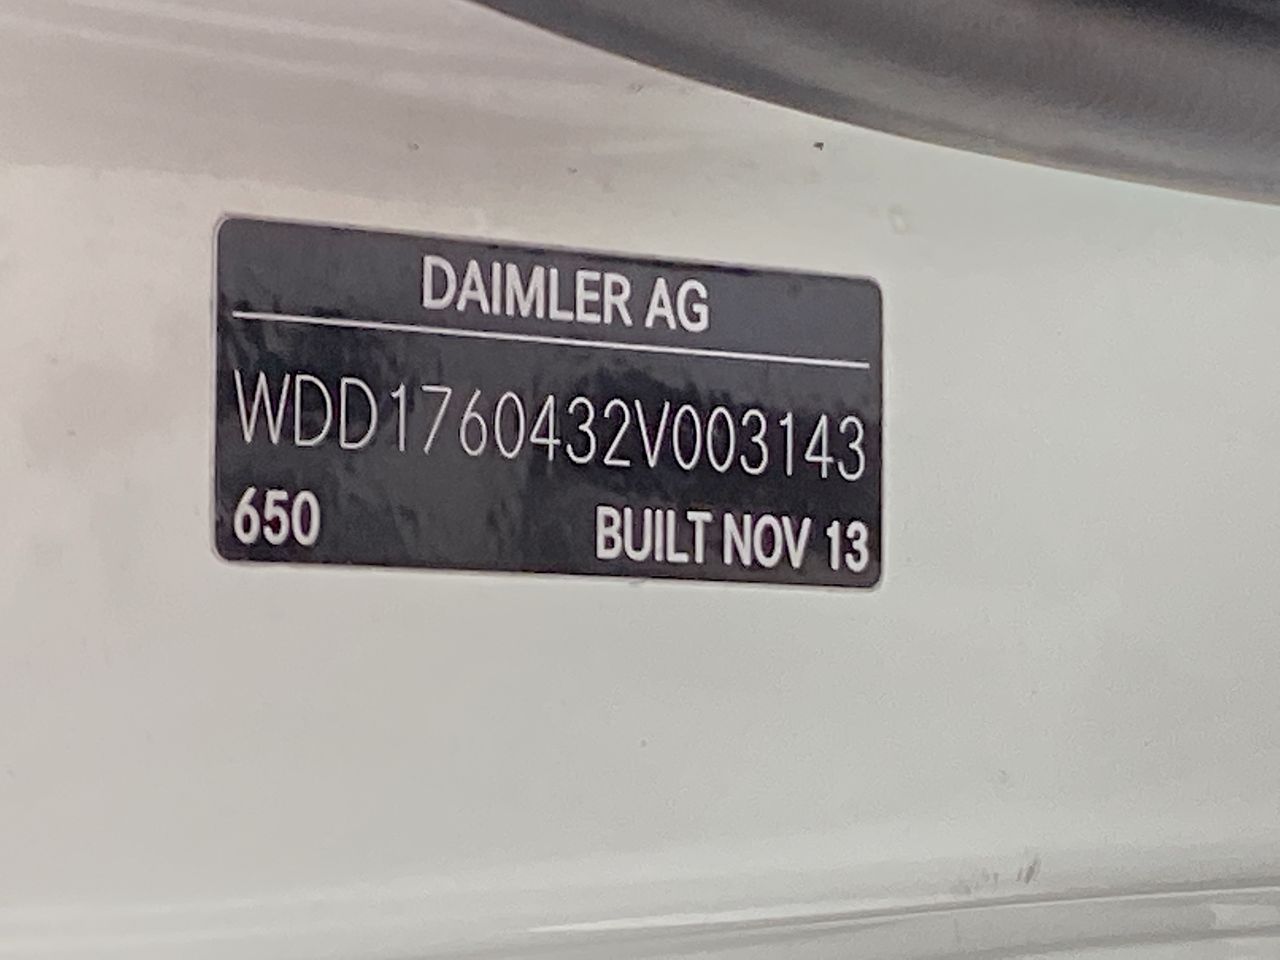 DAIMLER AG
WDD1760432V003143
650 BUILT NOV 13